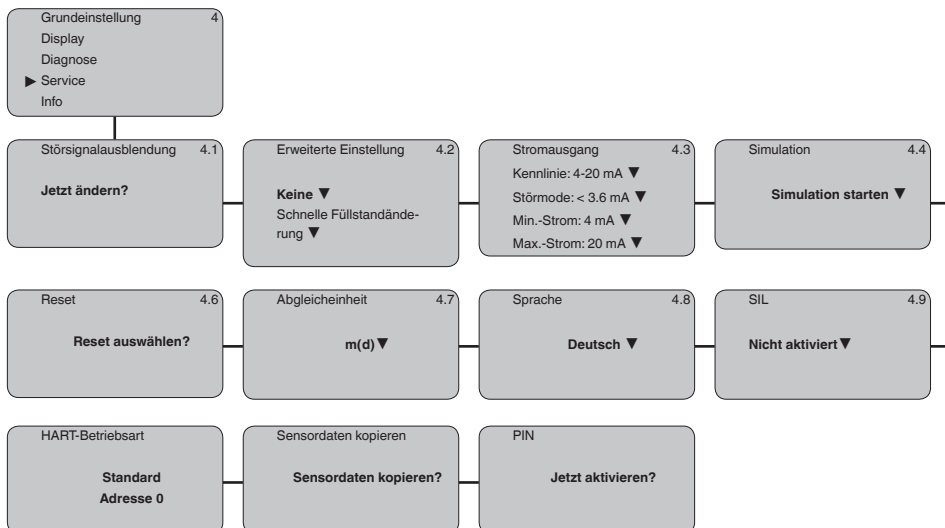 Grundeinstellung 4
Display
Diagnose
▶ Service
Info
Störsignalausblendung 4.1
Jetzt ändern?
Erweiterte Einstellung 4.2
Keine ▼
Schnelle Füllstandände-
rung ▼
Stromausgang 4.3
Kennlinie: 4-20 mA ▼
Störmode: < 3.6 mA ▼
Min.-Strom: 4 mA ▼
Max.-Strom: 20 mA ▼
Simulation 4.4
Simulation starten ▼
Reset 4.6
Reset auswählen?
Abgleicheinheit 4.7
m(d) ▼
Sprache 4.8
Deutsch ▼
SIL 4.9
Nicht aktiviert ▼
HART-Betriebsart
Standard
Adresse 0
Sensordaten kopieren
Sensordaten kopieren?
PIN
Jetzt aktivieren?